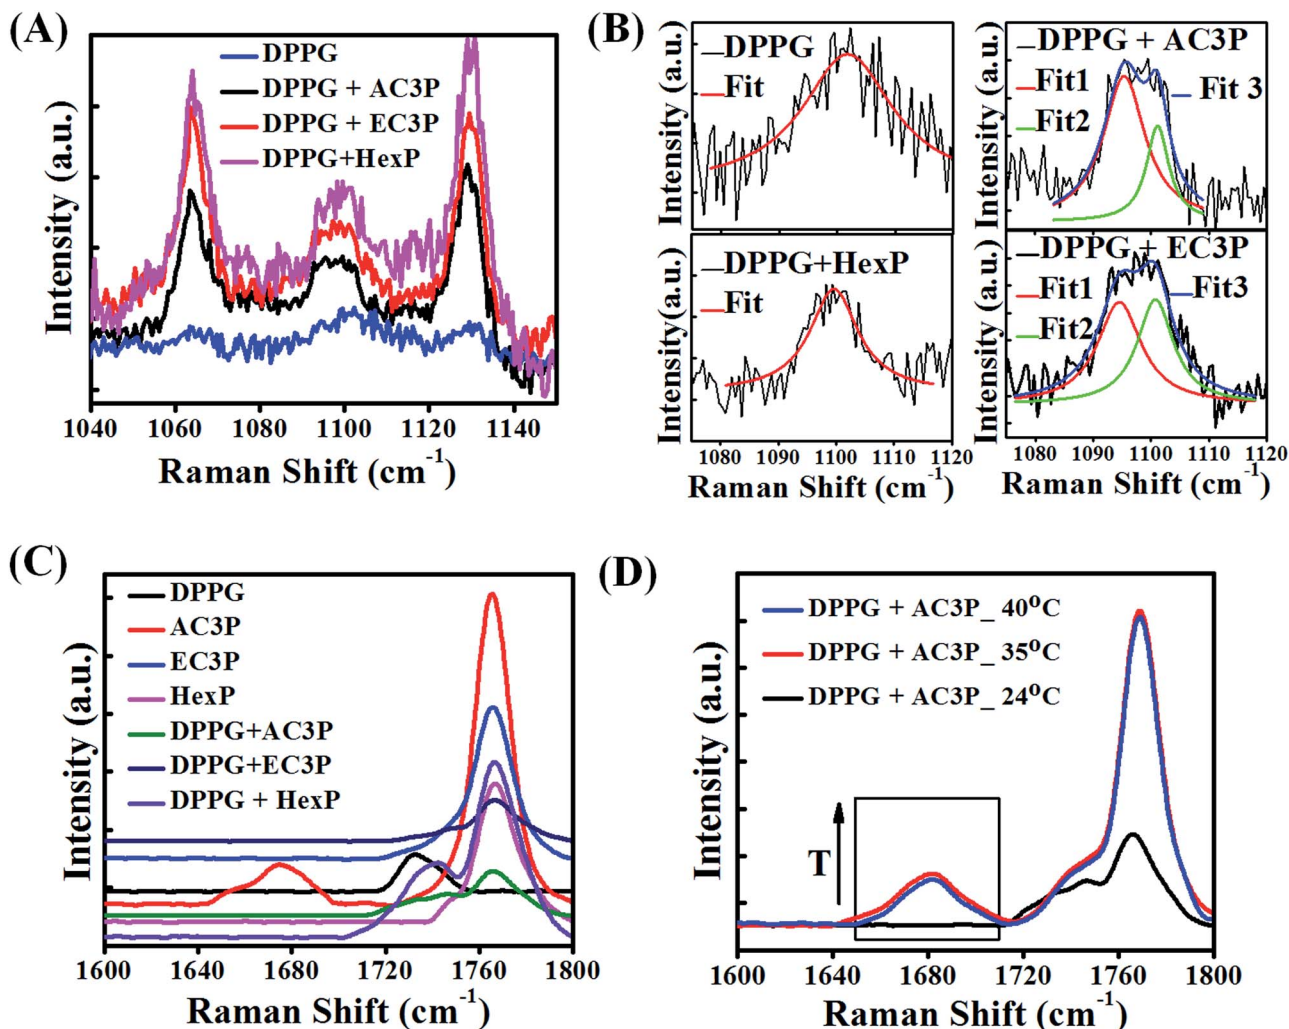 (A)
DPPG
DPPG + AC3P
DPPG + EC3P
DPPG+HexP
Intensity (a.u.)
1040 1060 1080 1100 1120 1140
Raman Shift (cm⁻¹)
(B)
DPPG
Fit
Intensity (a.u.)
DPPG + AC3P
Fit1
Fit 3
Fit2
Intensity (a.u.)
DPPG+HexP
Fit
Intensity(a.u.)
1080 1090 1100 1110 1120
Raman Shift (cm⁻¹)
DPPG + EC3P
Fit1
Fit3
Fit2
Intensity (a.u.)
1080 1090 1100 1110 1120
Raman Shift (cm⁻¹)
(C)
DPPG
AC3P
EC3P
HexP
DPPG+AC3P
DPPG+EC3P
DPPG + HexP
Intensity (a.u.)
1600 1640 1680 1720 1760 1800
Raman Shift (cm⁻¹)
(D)
DPPG + AC3P_ 40⁰C
DPPG + AC3P_ 35⁰C
DPPG + AC3P_ 24⁰C
T
Intensity (a.u.)
1600 1640 1680 1720 1760 1800
Raman Shift (cm⁻¹)